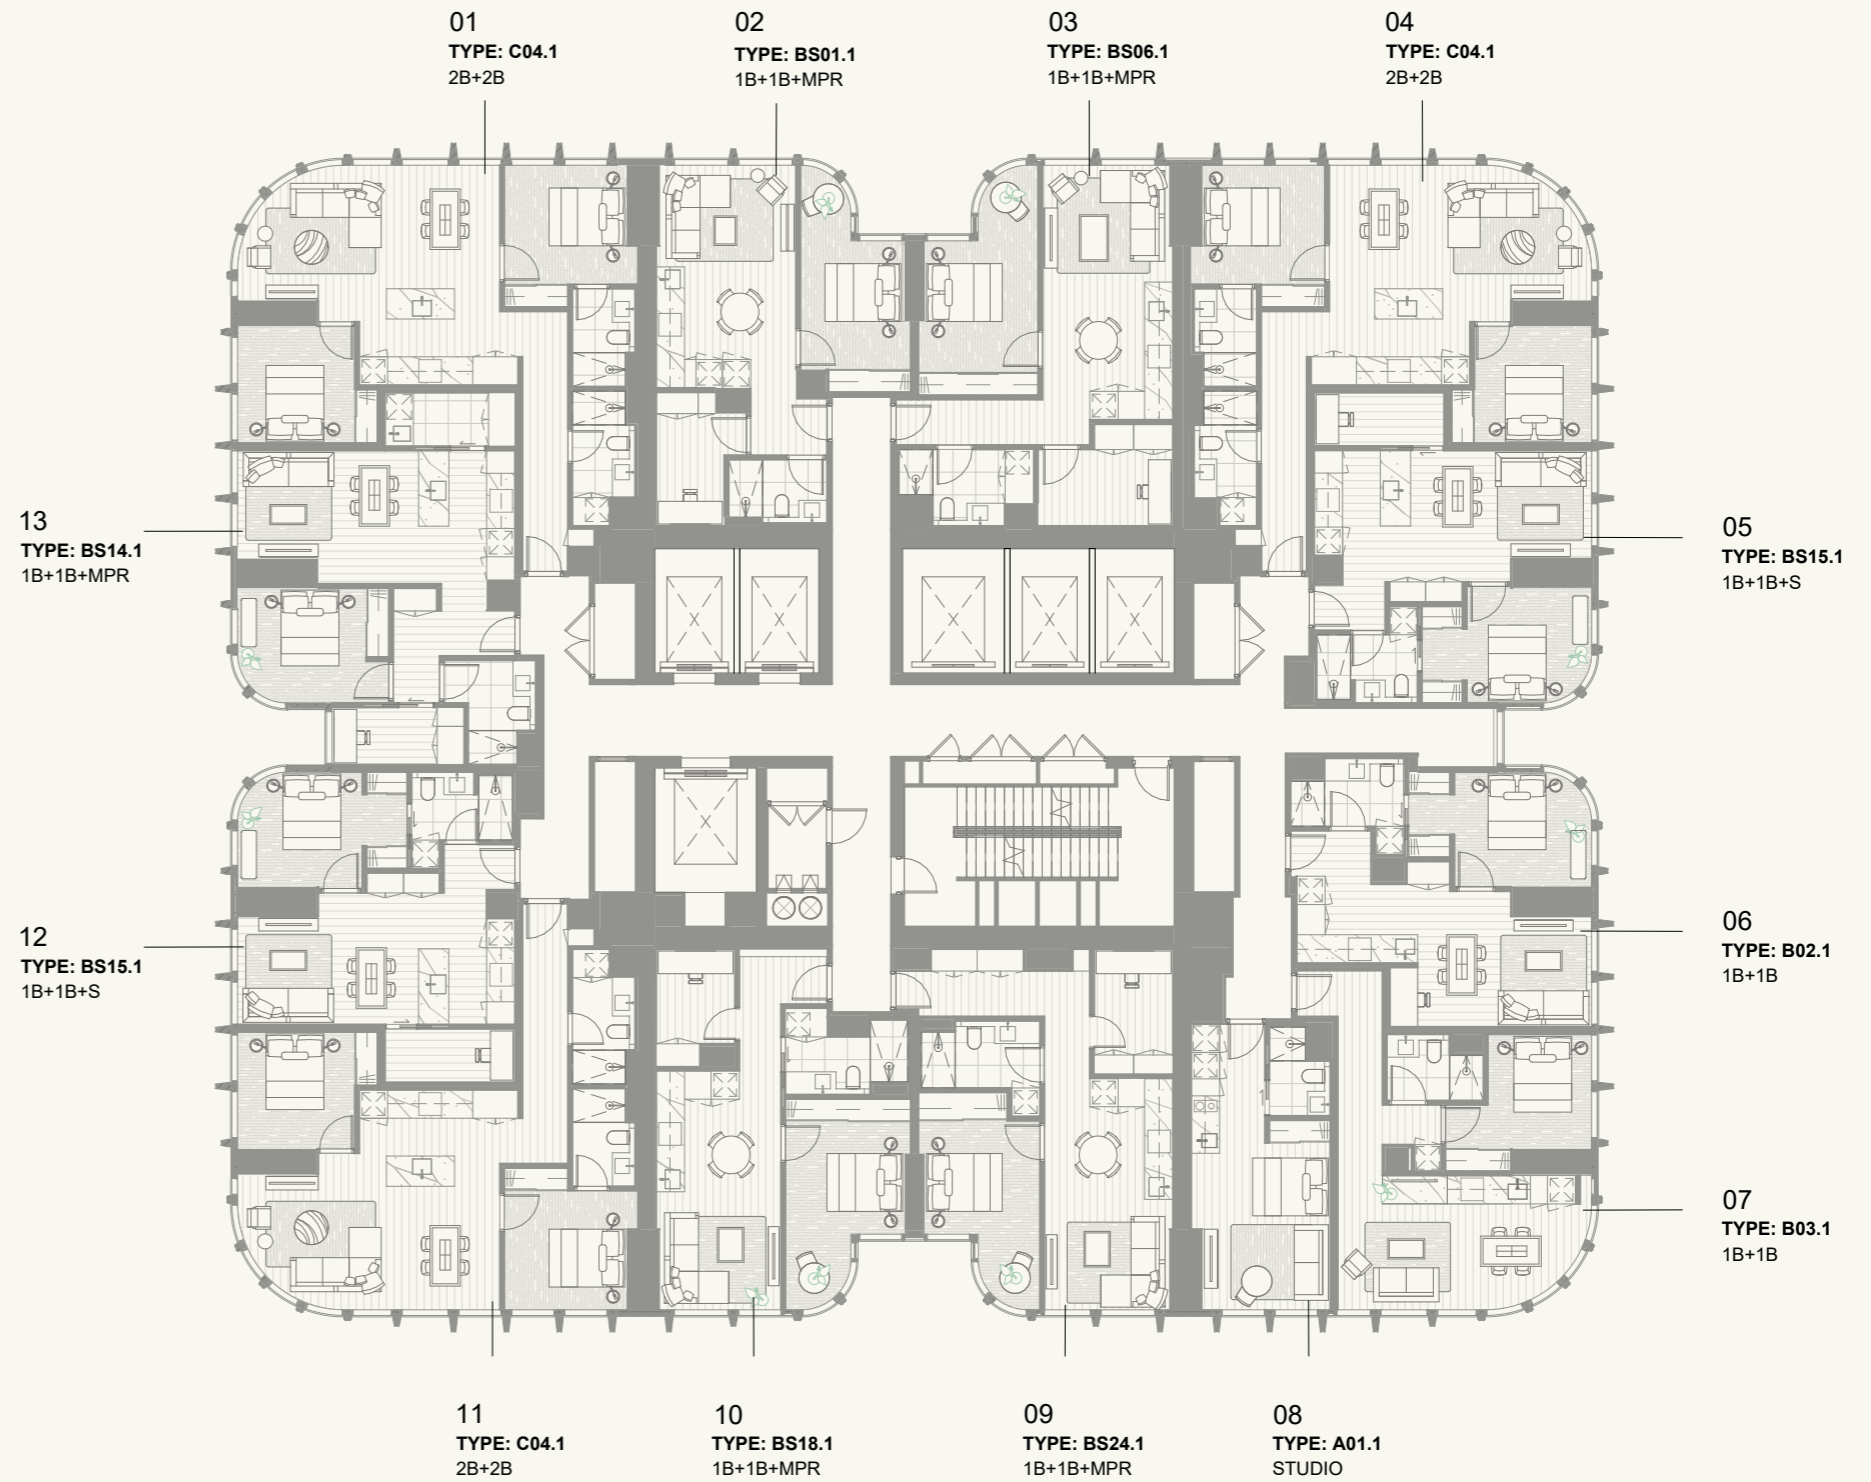 01
TYPE: C04.1
2B+2B
02
TYPE: BS01.1
1B+1B+MPR
03
TYPE: BS06.1
1B+1B+MPR
04
TYPE: C04.1
2B+2B
13
TYPE: BS14.1
1B+1B+MPR
05
TYPE: BS15.1
1B+1B+S
12
TYPE: BS15.1
1B+1B+S
06
TYPE: B02.1
1B+1B
07
TYPE: B03.1
1B+1B
11
TYPE: C04.1
2B+2B
10
TYPE: BS18.1
1B+1B+MPR
09
TYPE: BS24.1
1B+1B+MPR
08
TYPE: A01.1
STUDIO